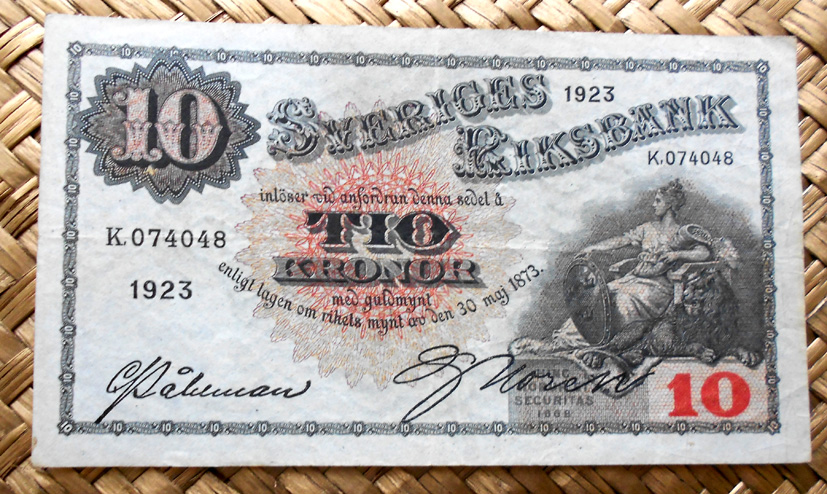 10
SVERIGES
RIKSBANK
1923
K.074048
inlöser vid anfordran denna sedel å
TIO
KRONOR
med guldmynt
enligt lagen om rikets mynt av den 30 maj 1873.
K.074048
1923
SECURITAS
1668
10